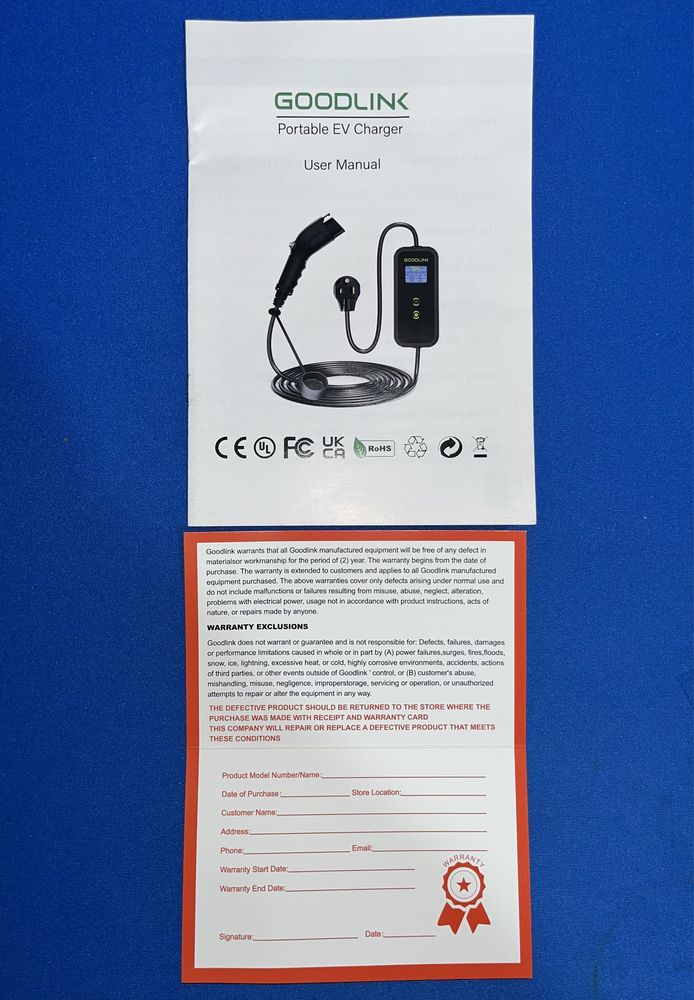 GOODLINK
Portable EV Charger
User Manual
GOODLINK
CE UL FC UK CA RoHS
Goodlink warrants that all Goodlink manufactured equipment will be free of any defect in
materialsor workmanship for the period of (2) year. The warranty begins from the date of
purchase. The warranty is extended to customers and applies to all Goodlink manufactured
equipment purchased. The above warranties cover only defects arising under normal use and
do not include malfunctions or failures resulting from misuse, abuse, neglect, alteration,
problems with electrical power, usage not in accordance with product instructions, acts of
nature, or repairs made by anyone.
WARRANTY EXCLUSIONS
Goodlink does not warrant or guarantee and is not responsible for: Defects, failures, damages
or performance limitations caused in whole or in part by (A) power failures,surges, fires,floods,
snow, ice, lightning, excessive heat, or cold, highly corrosive environments, accidents, actions
of third parties, or other events outside of Goodlink ' control, or (B) customer's abuse,
mishandling, misuse, negligence, improperstorage, servicing or operation, or unauthorized
attempts to repair or alter the equipment in any way.
THE DEFECTIVE PRODUCT SHOULD BE RETURNED TO THE STORE WHERE THE
PURCHASE WAS MADE WITH RECEIPT AND WARRANTY CARD
THIS COMPANY WILL REPAIR OR REPLACE A DEFECTIVE PRODUCT THAT MEETS
THESE CONDITIONS
Product Model Number/Name:
Date of Purchase: Store Location:
Customer Name:
Address:
Phone: Email:
Warranty Start Date:
Warranty End Date:
WARRANTY
Signature: Date: